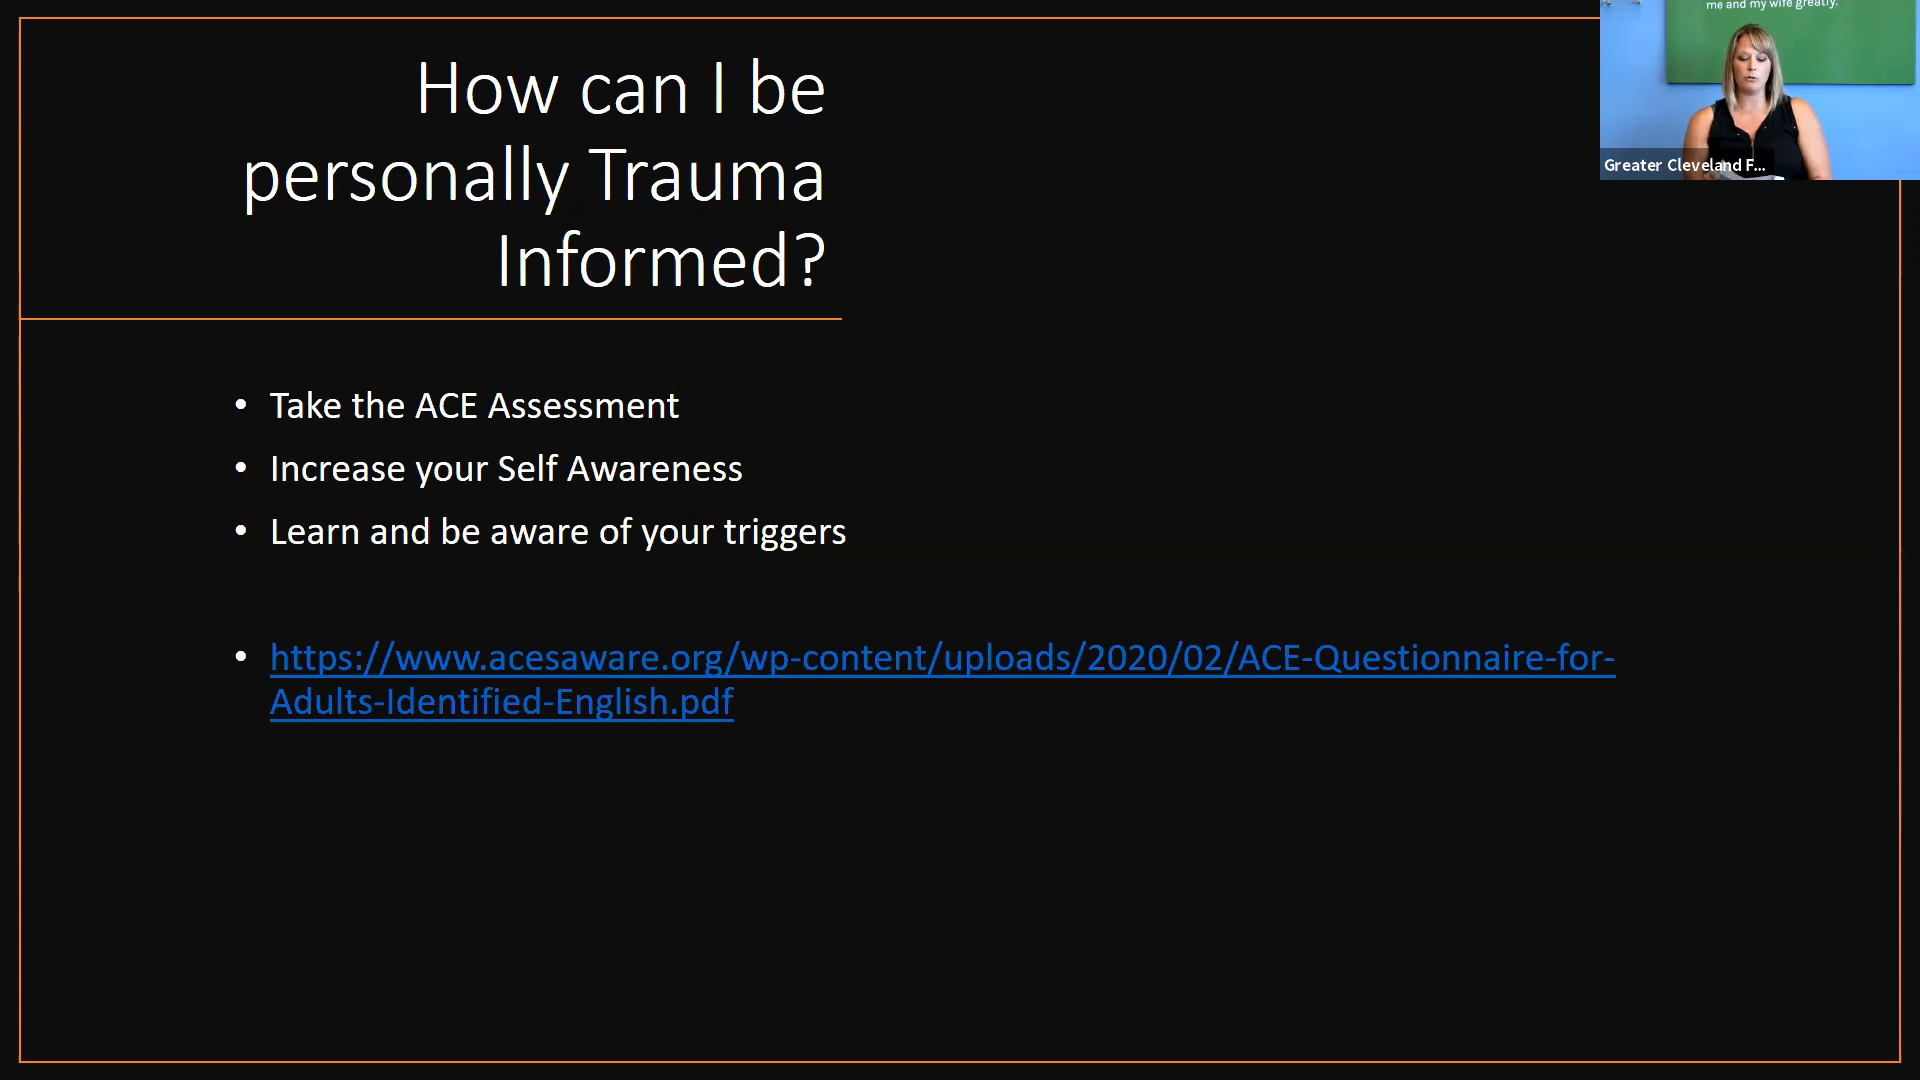 me and my wife greatly.
How can I be
personally Trauma
Informed?
Greater Cleveland F...
• Take the ACE Assessment
• Increase your Self Awareness
• Learn and be aware of your triggers
• https://www.acesaware.org/wp-content/uploads/2020/02/ACE-Questionnaire-for-
Adults-Identified-English.pdf